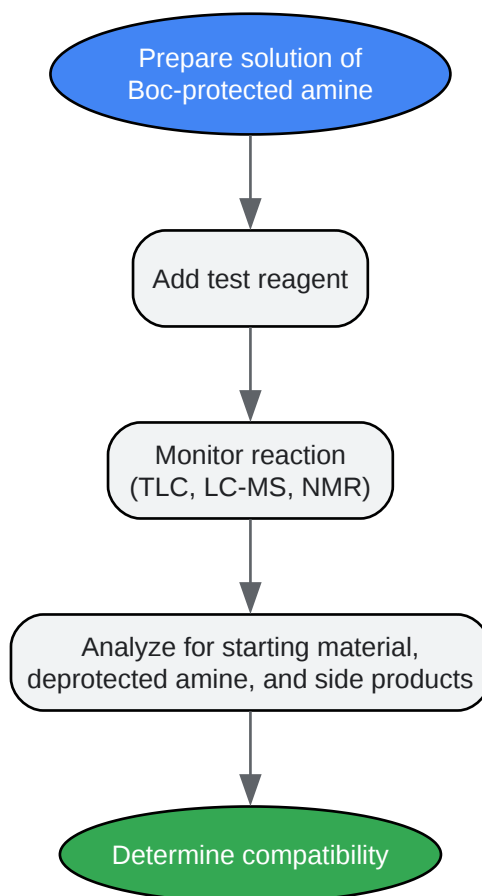 Prepare solution of
Boc-protected amine
Add test reagent
Monitor reaction
(TLC, LC-MS, NMR)
Analyze for starting material,
deprotected amine, and side products
Determine compatibility